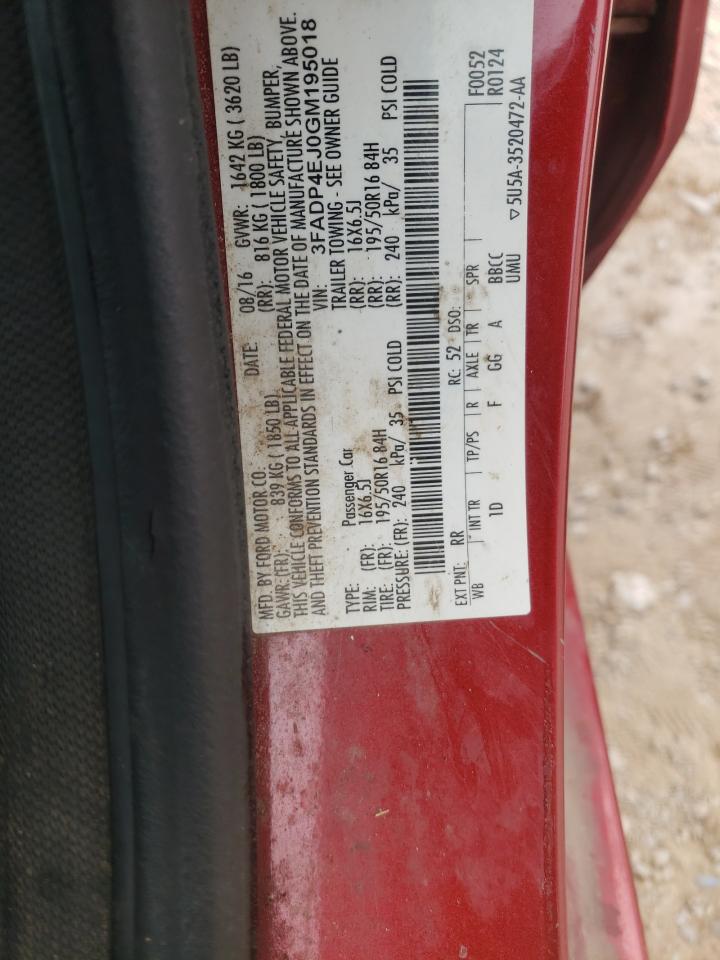 MFD. BY FORD MOTOR CO. DATE: 08/16 GVWR: 1642 KG ( 3620 LB)
GAWR:(FR): 839 KG ( 1850 LB) (RR): 816 KG ( 1800 LB)
THIS VEHICLE CONFORMS TO ALL APPLICABLE FEDERAL MOTOR VEHICLE SAFETY, BUMPER,
AND THEFT PREVENTION STANDARDS IN EFFECT ON THE DATE OF MANUFACTURE SHOWN ABOVE.
VIN: 3FADP4EJ0GM195018
TYPE: Passenger Car TRAILER TOWING - SEE OWNER GUIDE
RIM: (FR): 16X6.5J (RR): 16X6.5J
TIRE: (FR): 195/50R16 84H (RR): 195/50R16 84H
PRESSURE: (FR): 240 kPa/ 35 PSI COLD (RR): 240 kPa/ 35 PSI COLD
EXT PNT: RR RC: 52 DSO: F0052
WB INT TR TP/PS R AXLE TR SPR R0124
1D F GG A BBCC
UMU
▽5U5A-3520472-AA